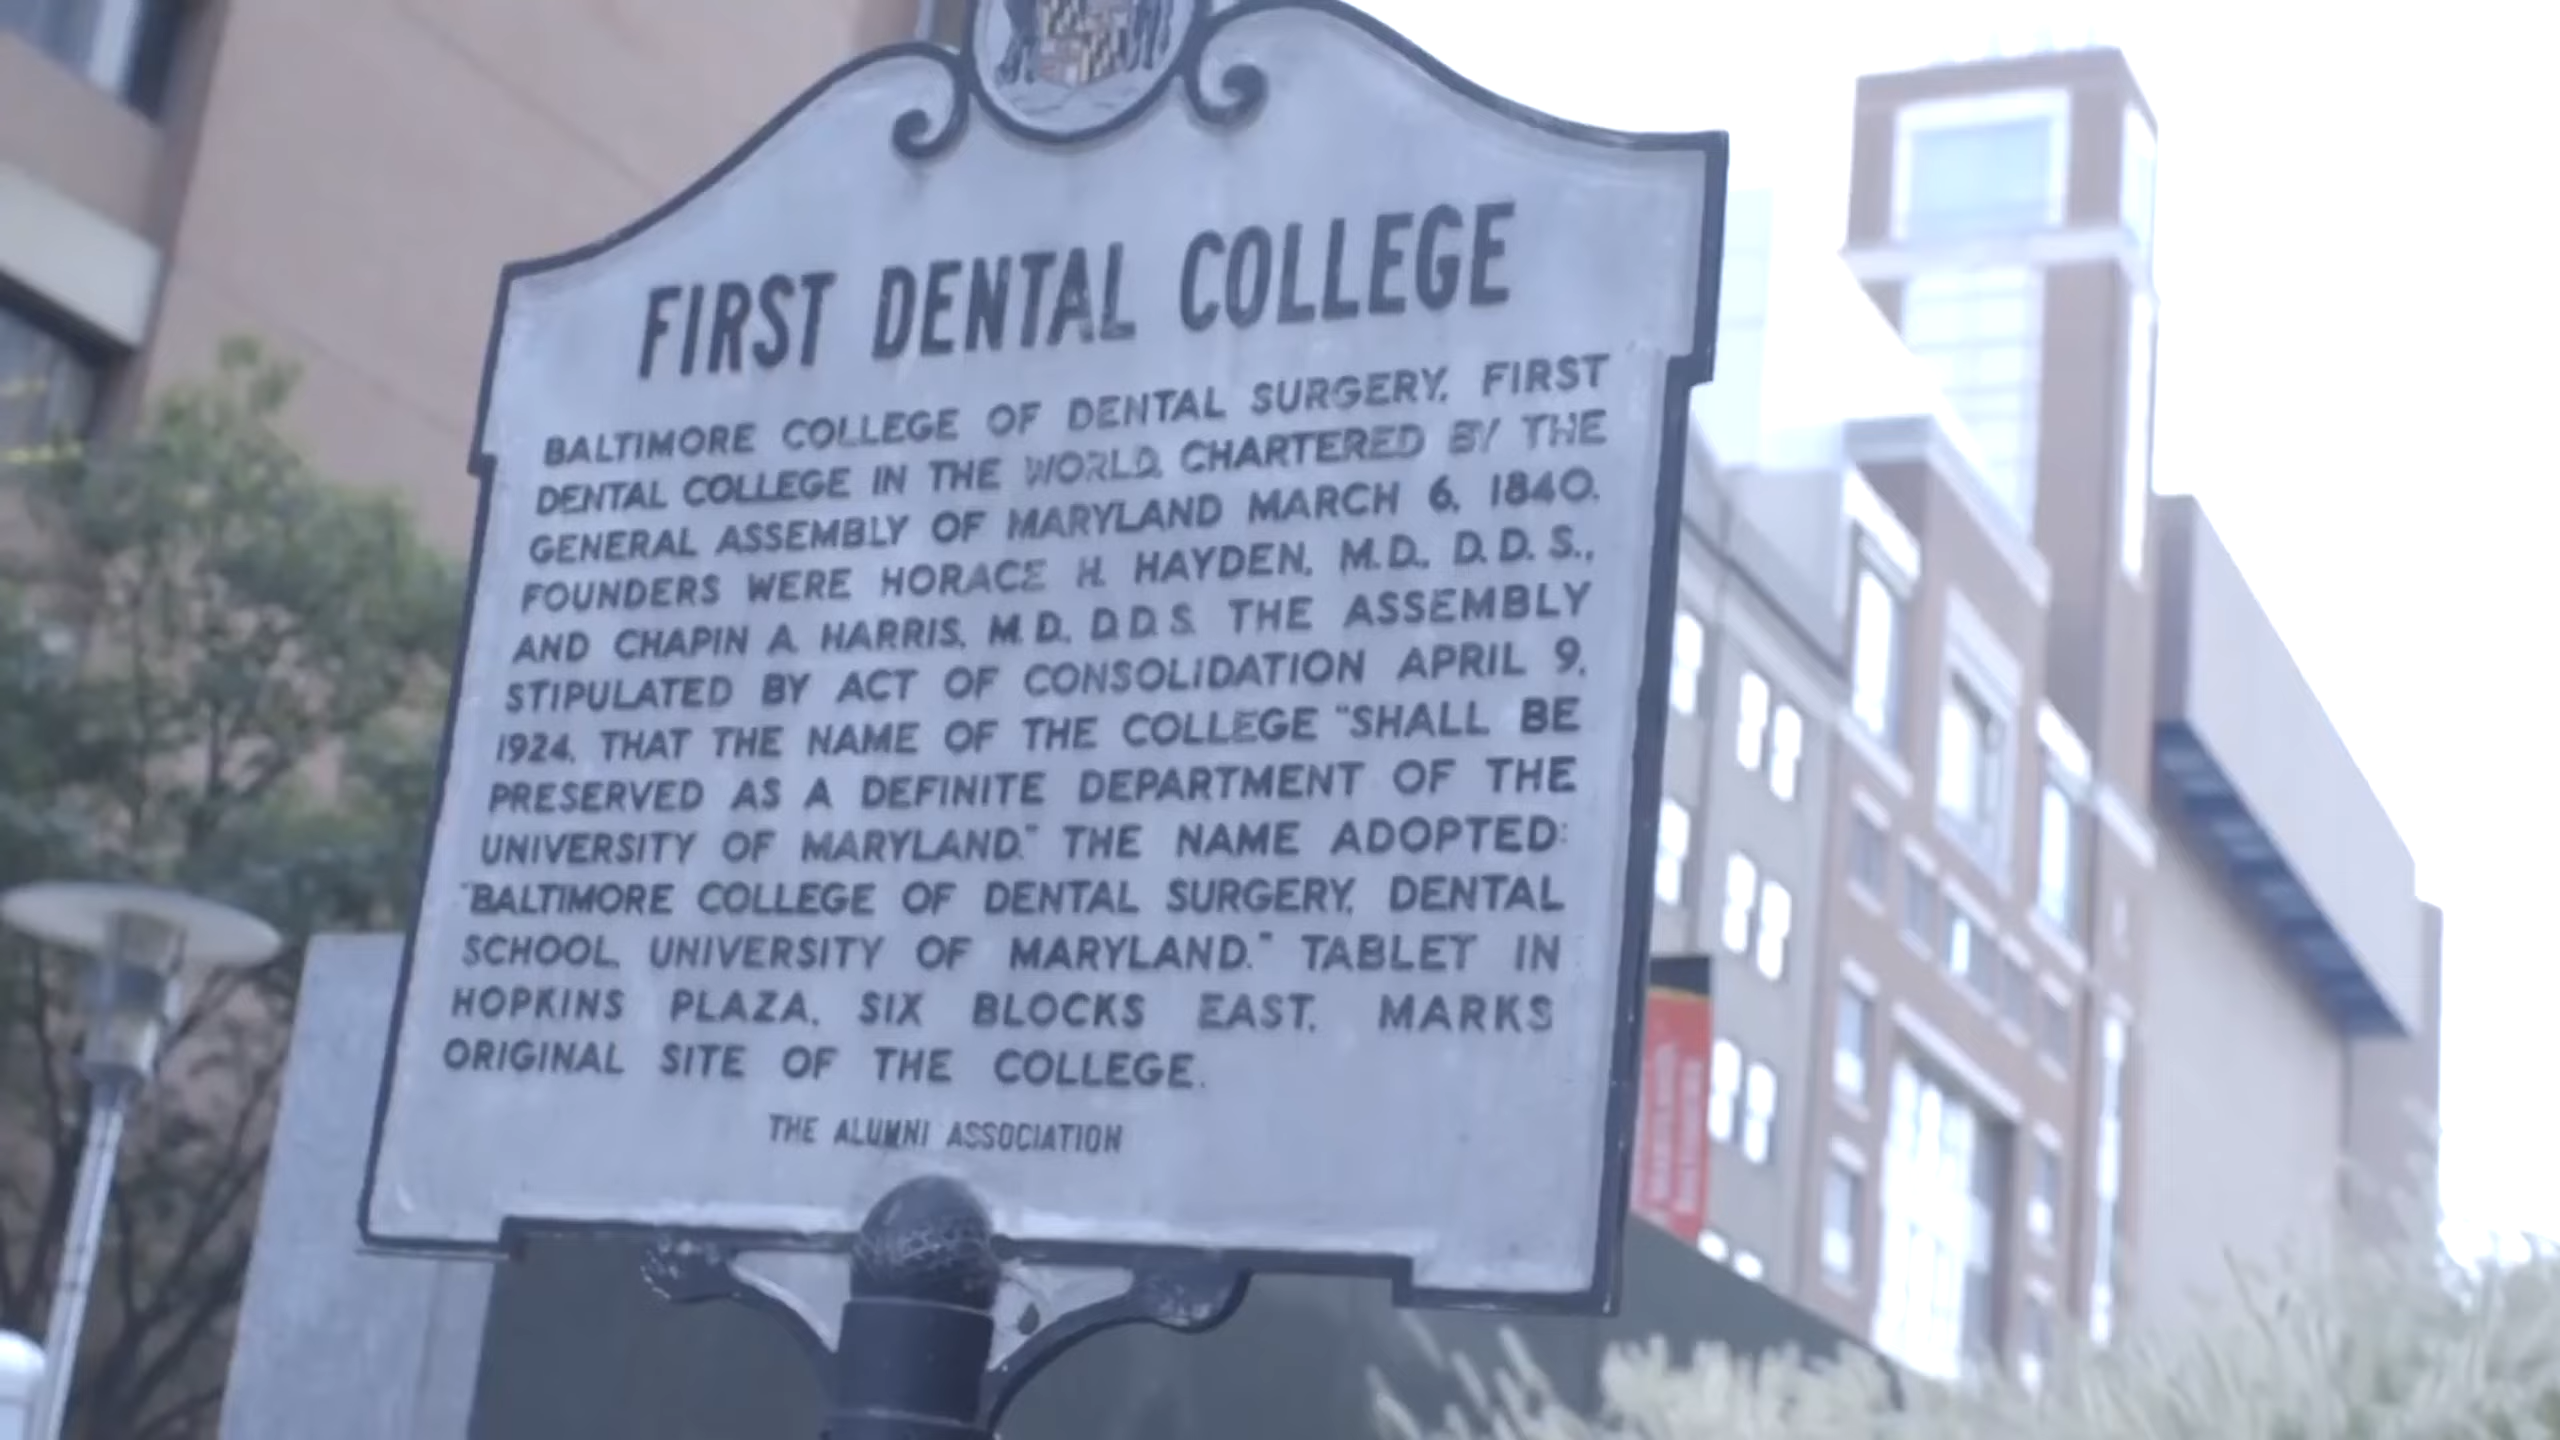 FIRST DENTAL COLLEGE
BALTIMORE COLLEGE OF DENTAL SURGERY, FIRST
DENTAL COLLEGE IN THE WORLD, CHARTERED BY THE
GENERAL ASSEMBLY OF MARYLAND MARCH 6, 1840.
FOUNDERS WERE HORACE H. HAYDEN, M.D., D.D.S.,
AND CHAPIN A. HARRIS, M.D., D.D.S. THE ASSEMBLY
STIPULATED BY ACT OF CONSOLIDATION APRIL 9,
1924, THAT THE NAME OF THE COLLEGE "SHALL BE
PRESERVED AS A DEFINITE DEPARTMENT OF THE
UNIVERSITY OF MARYLAND." THE NAME ADOPTED:
"BALTIMORE COLLEGE OF DENTAL SURGERY, DENTAL
SCHOOL, UNIVERSITY OF MARYLAND." TABLET IN
HOPKINS PLAZA, SIX BLOCKS EAST, MARKS
ORIGINAL SITE OF THE COLLEGE.
THE ALUMNI ASSOCIATION